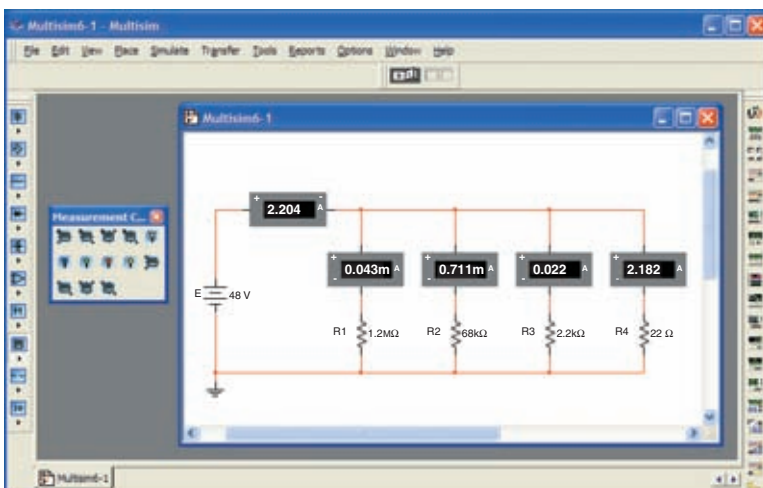 Multisim6-1 - Multisim
File Edit View Place Simulate Transfer Tools Reports Options Window Help
Multisim6-1
Measurement C...
2.204 A
0.043m A
0.711m A
0.022 A
2.182 A
E 48 V
R1 1.2MΩ
R2 68kΩ
R3 2.2kΩ
R4 22 Ω
Multisim6-1